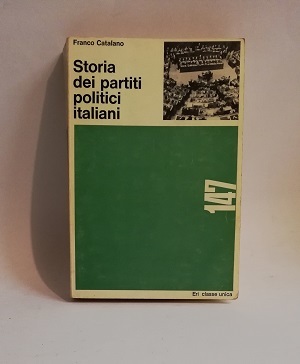 Franco Catalano
Storia
dei partiti
politici
italiani
147
Eri classe unica